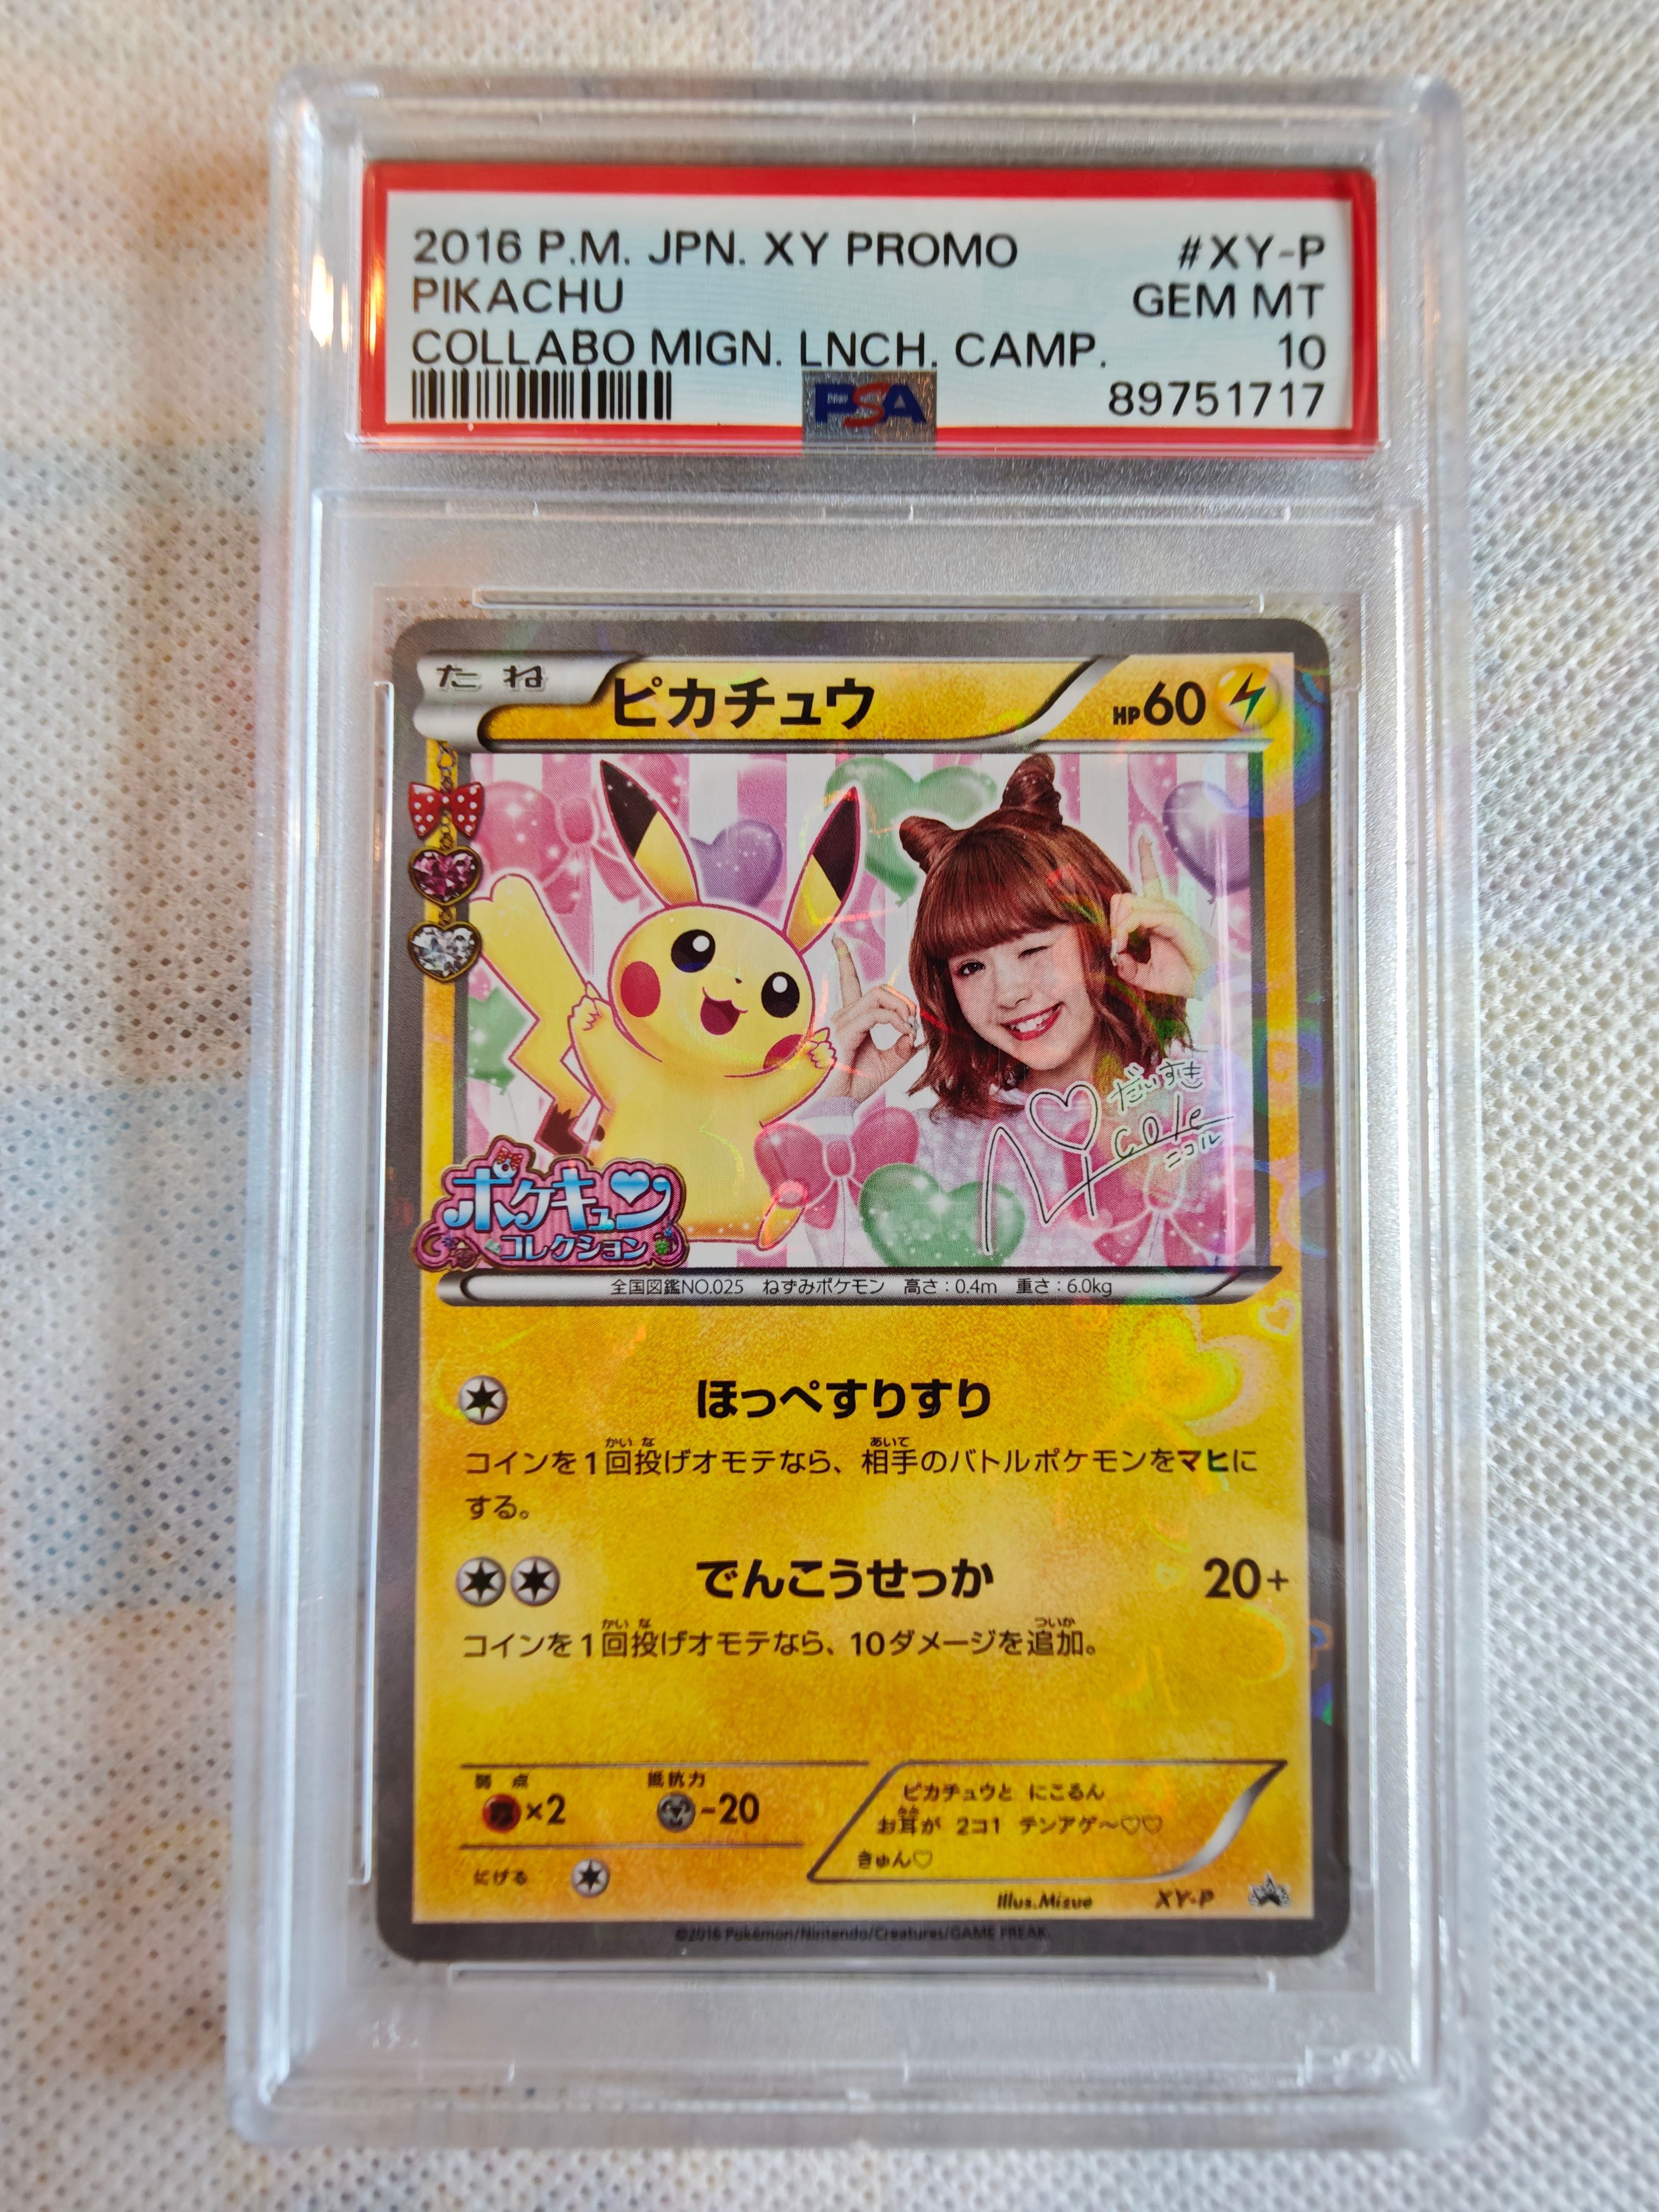 2016 P.M. JPN. XY PROMO #XY-P
PIKACHU GEM MT
COLLABO MIGN. LNCH. CAMP. 10
PSA 89751717
たね ピカチュウ HP60
だいすき
Nicole
ニコル
ポケキュン
コレクション
全国図鑑NO.025 ねずみポケモン 高さ:0.4m 重さ:6.0kg
ほっぺすりすり
コインを1回投げオモテなら、相手のバトルポケモンをマヒに
する。
でんこうせっか 20+
コインを1回投げオモテなら、10ダメージを追加。
弱点 抵抗力
×2 -20
にげる
ピカチュウと にこるん
お耳が 2コ1 テンアゲ〜♡♡
きゅん♡
Illus.Mizue XY-P
©2016 Pokémon/Nintendo/Creatures/GAME FREAK.